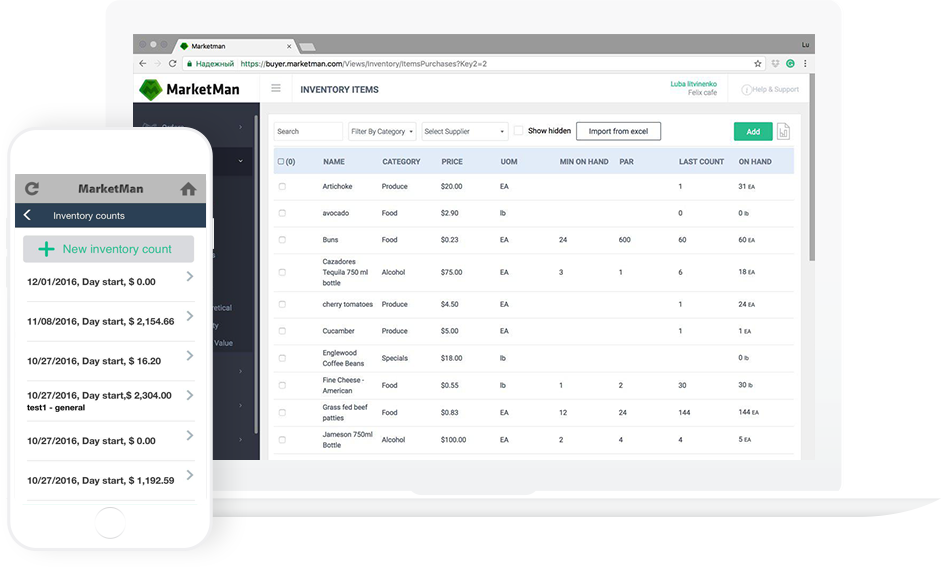 Marketman
Lu
Надежный https://buyer.marketman.com/Views/Inventory/ItemsPurchases?Key2=2
MarketMan
INVENTORY ITEMS
Luba litvinenko
Felix cafe
Help & Support
Orders
Search Filter By Category Select Supplier Show hidden Import from excel Add
(0) NAME CATEGORY PRICE UOM MIN ON HAND PAR LAST COUNT ON HAND
Artichoke Produce $20.00 EA 1 31 EA
avocado Food $2.90 lb 0 0 lb
Buns Food $0.23 EA 24 600 60 60 EA
Cazadores
Tequila 750 ml Alcohol $75.00 EA 3 1 6 18 EA
bottle
cherry tomatoes Produce $4.50 EA 1 24 EA
Cucamber Produce $5.00 EA 1 1 EA
Englewood
Coffee Beans Specials $18.00 lb 0 lb
Fine Cheese -
American Food $0.55 lb 1 2 30 30 lb
Grass fed beef
patties Food $0.83 EA 12 24 144 144 EA
Jameson 750ml
Bottle Alcohol $100.00 EA 2 4 4 5 EA
s
retical
ty
Value
MarketMan
Inventory counts
New inventory count
12/01/2016, Day start, $ 0.00
11/08/2016, Day start, $ 2,154.66
10/27/2016, Day start, $ 16.20
10/27/2016, Day start,$ 2,304.00
test1 - general
10/27/2016, Day start, $ 0.00
10/27/2016, Day start, $ 1,192.59